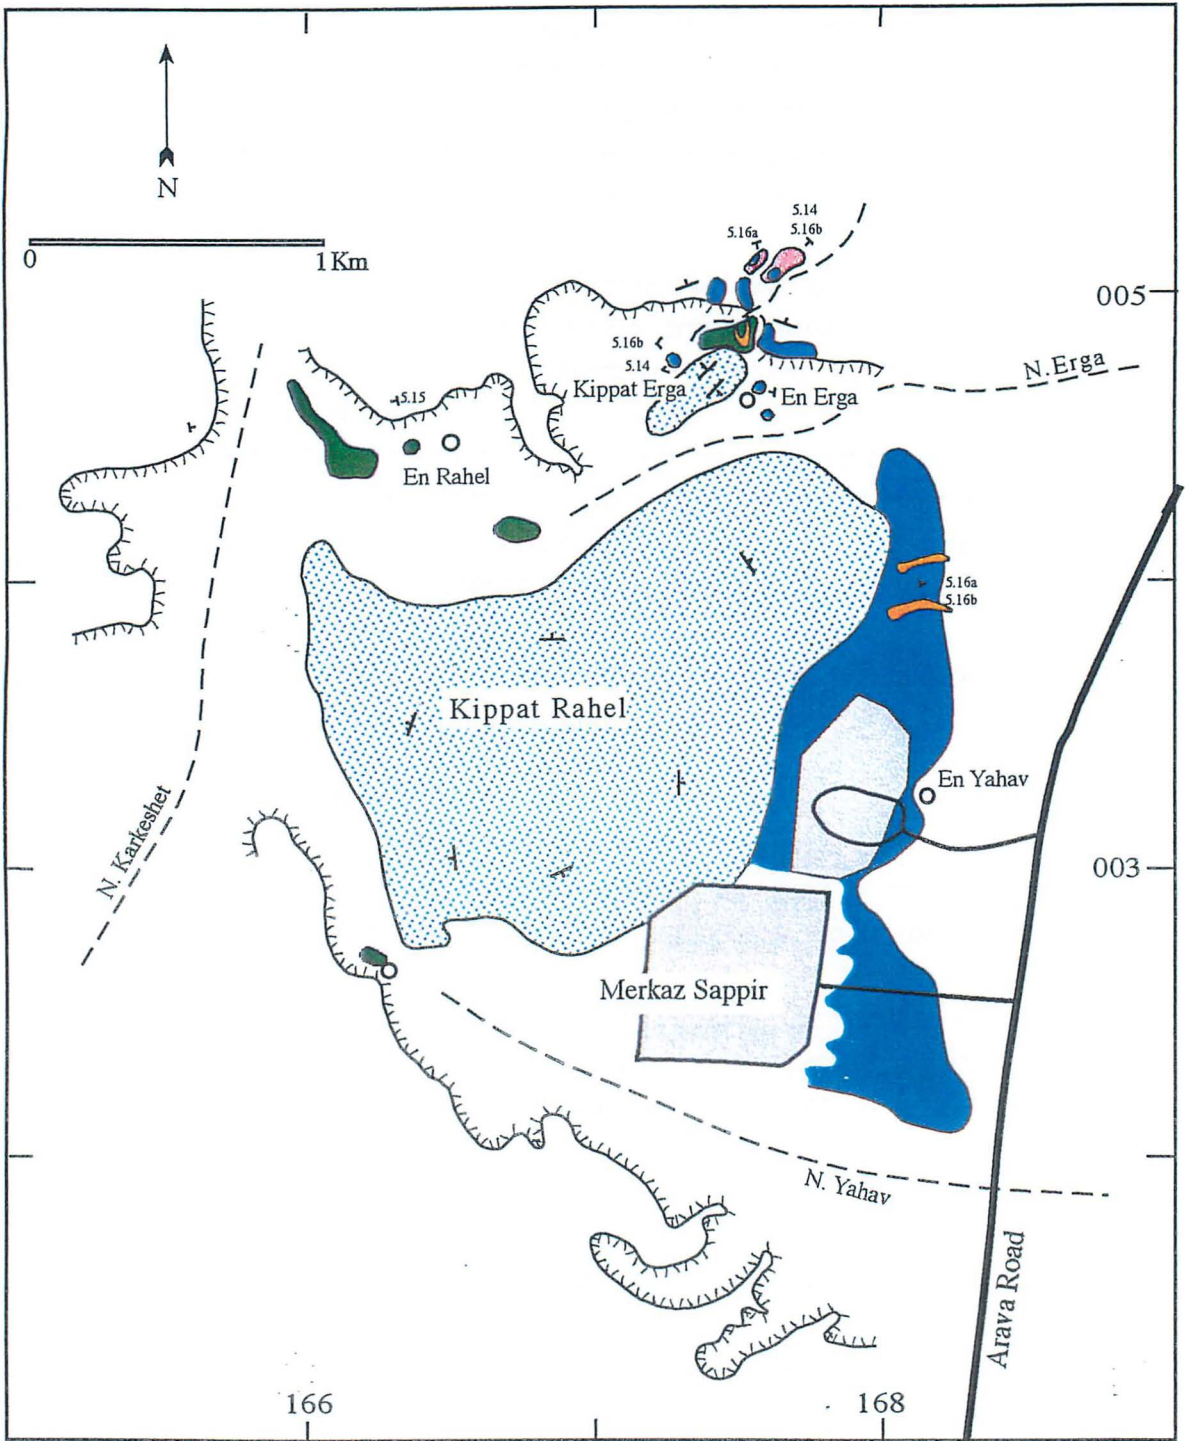 N
0 1 Km
5.14
5.16a 5.16b
005
5.16b
5.14
N. Erga
Kippat Erga
En Erga
5.15
En Rahel
5.16a
5.16b
Kippat Rahel
En Yahav
N. Karkeshet
003
Merkaz Sappir
N. Yahav
Arava Road
166
168